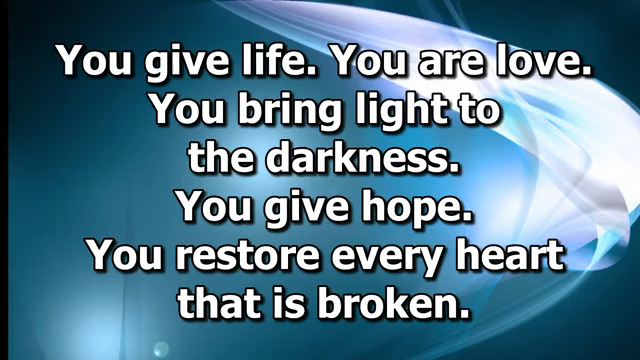 You give life. You are love.
You bring light to
the darkness.
You give hope.
You restore every heart
that is broken.